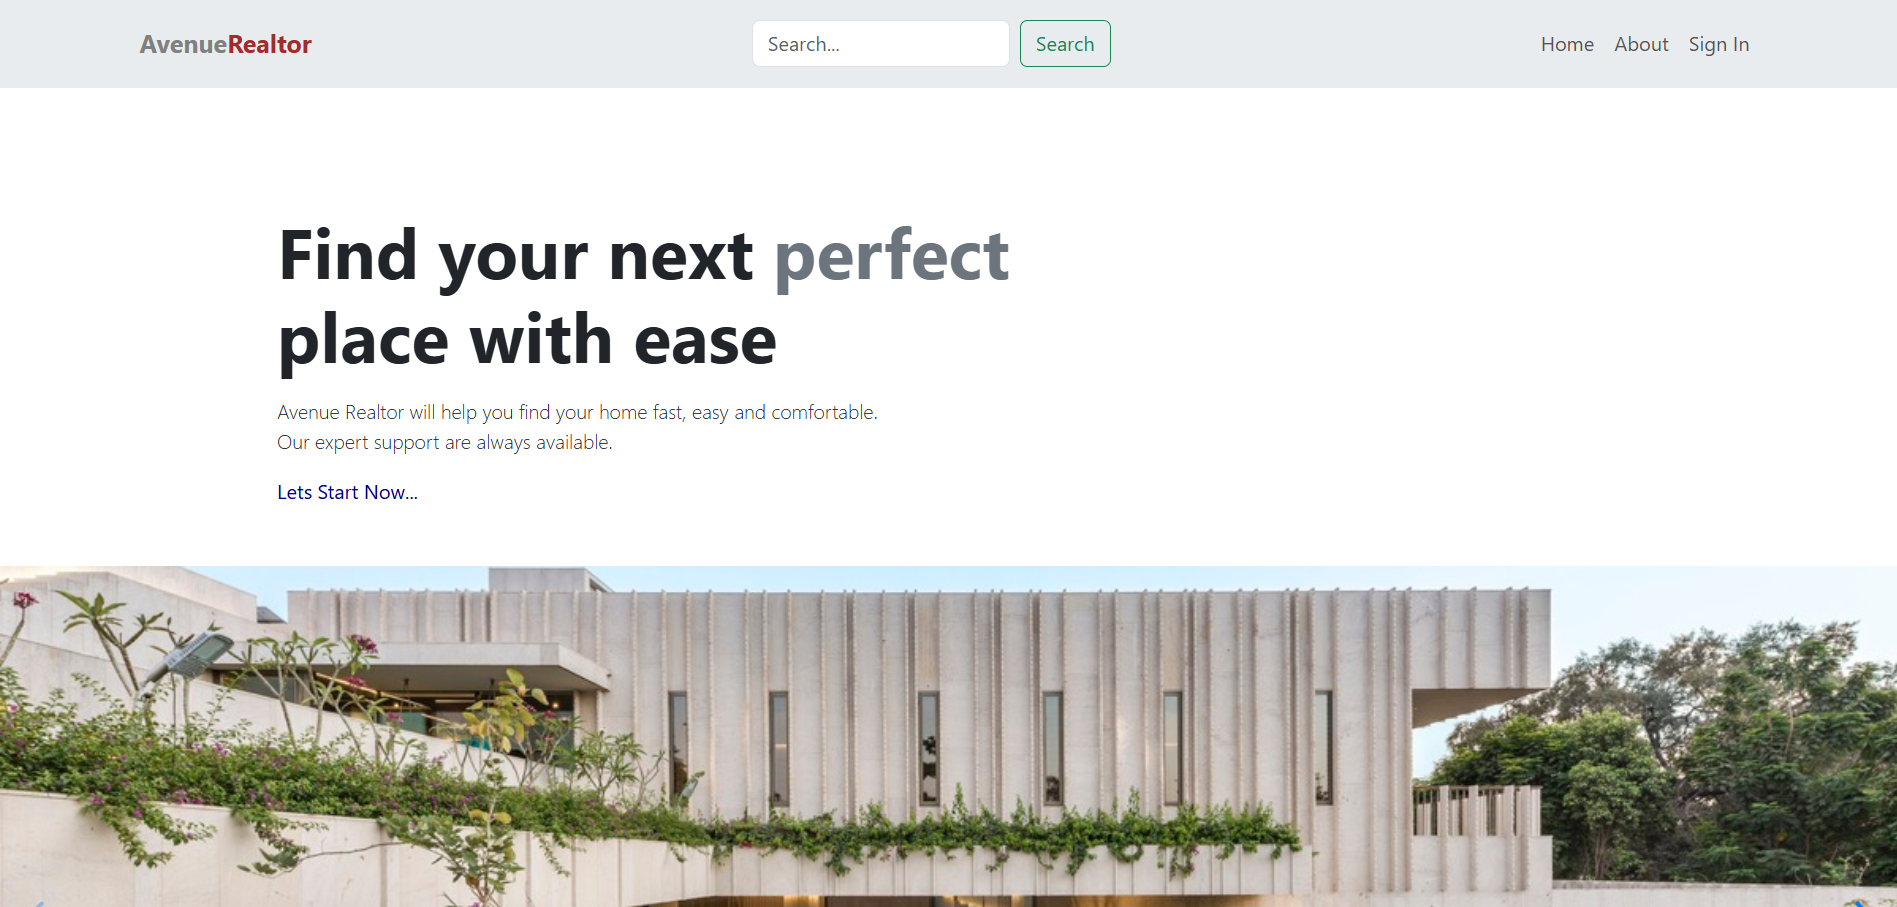 AvenueRealtor
Search...
Search
Home
About
Sign In
Find your next perfect
place with ease
Avenue Realtor will help you find your home fast, easy and comfortable.
Our expert support are always available.
Lets Start Now...